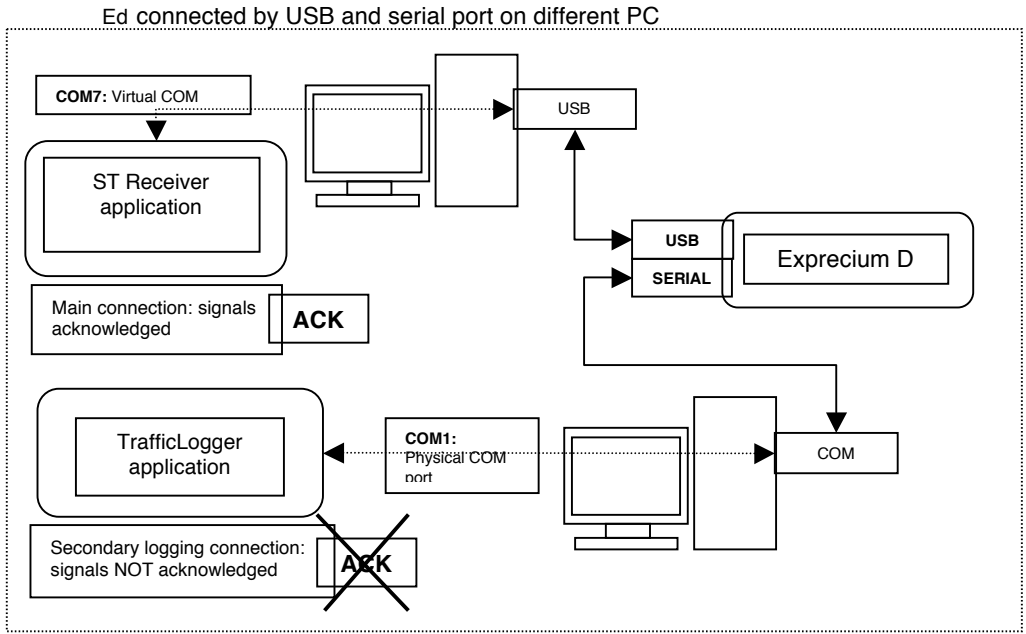 Ed connected by USB and serial port on different PC
COM7: Virtual COM
USB
ST Receiver
application
USB
SERIAL
Exprecium D
Main connection: signals
acknowledged
ACK
TrafficLogger
application
COM1:
Physical COM
port
COM
Secondary logging connection:
signals NOT acknowledged
ACK